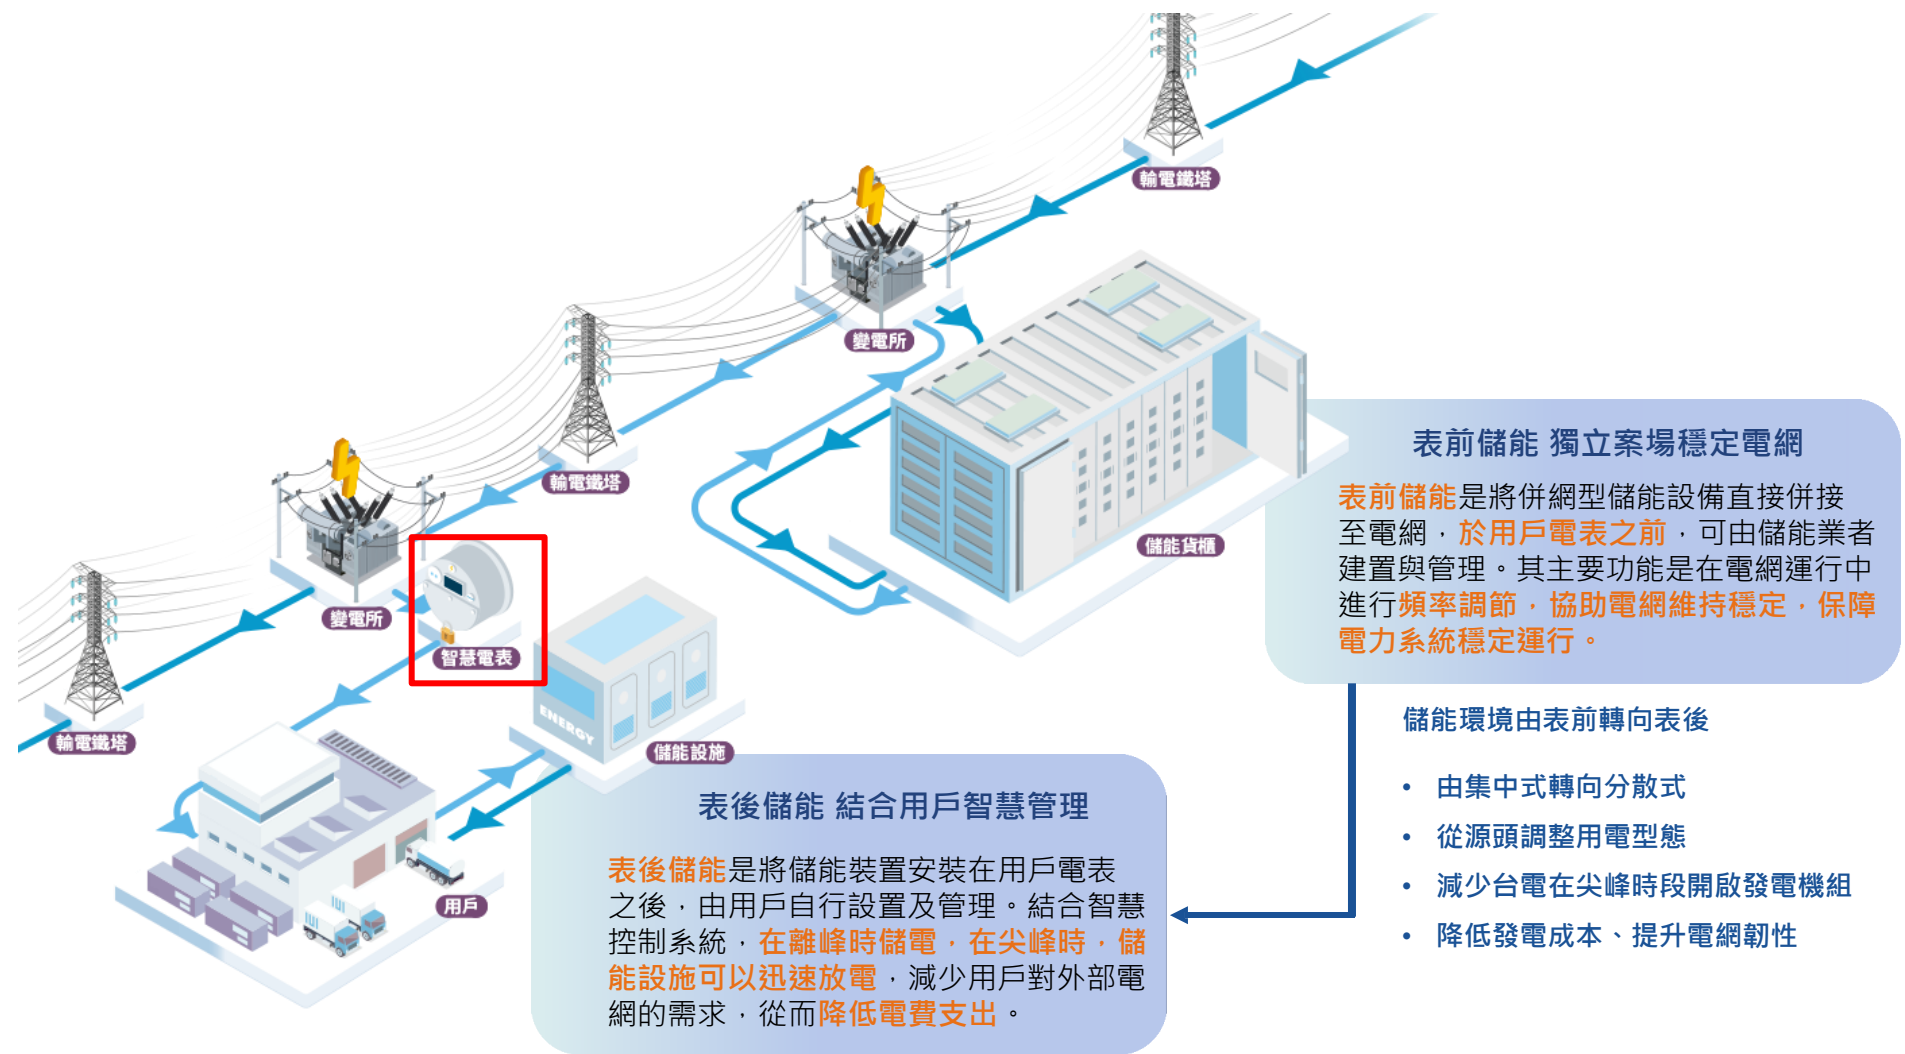 輸電鐵塔
變電所
輸電鐵塔
變電所
智慧電表
輸電鐵塔
儲能貨櫃
ENERGY
儲能設施
用戶
表前儲能 獨立案場穩定電網
表前儲能是將併網型儲能設備直接併接
至電網，於用戶電表之前，可由儲能業者
建置與管理。其主要功能是在電網運行中
進行頻率調節，協助電網維持穩定，保障
電力系統穩定運行。
儲能環境由表前轉向表後
• 由集中式轉向分散式
• 從源頭調整用電型態
• 減少台電在尖峰時段開啟發電機組
• 降低發電成本、提升電網韌性
表後儲能 結合用戶智慧管理
表後儲能是將儲能裝置安裝在用戶電表
之後，由用戶自行設置及管理。結合智慧
控制系統，在離峰時儲電，在尖峰時，儲
能設施可以迅速放電，減少用戶對外部電
網的需求，從而降低電費支出。